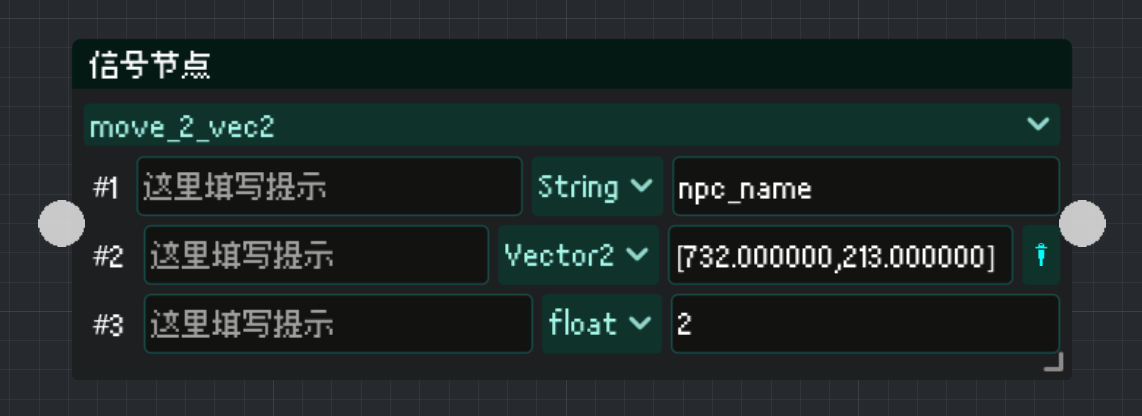 信号节点
move_2_vec2
#1 这里填写提示 String npc_name
#2 这里填写提示 Vector2 [732.000000,213.000000]
#3 这里填写提示 float 2